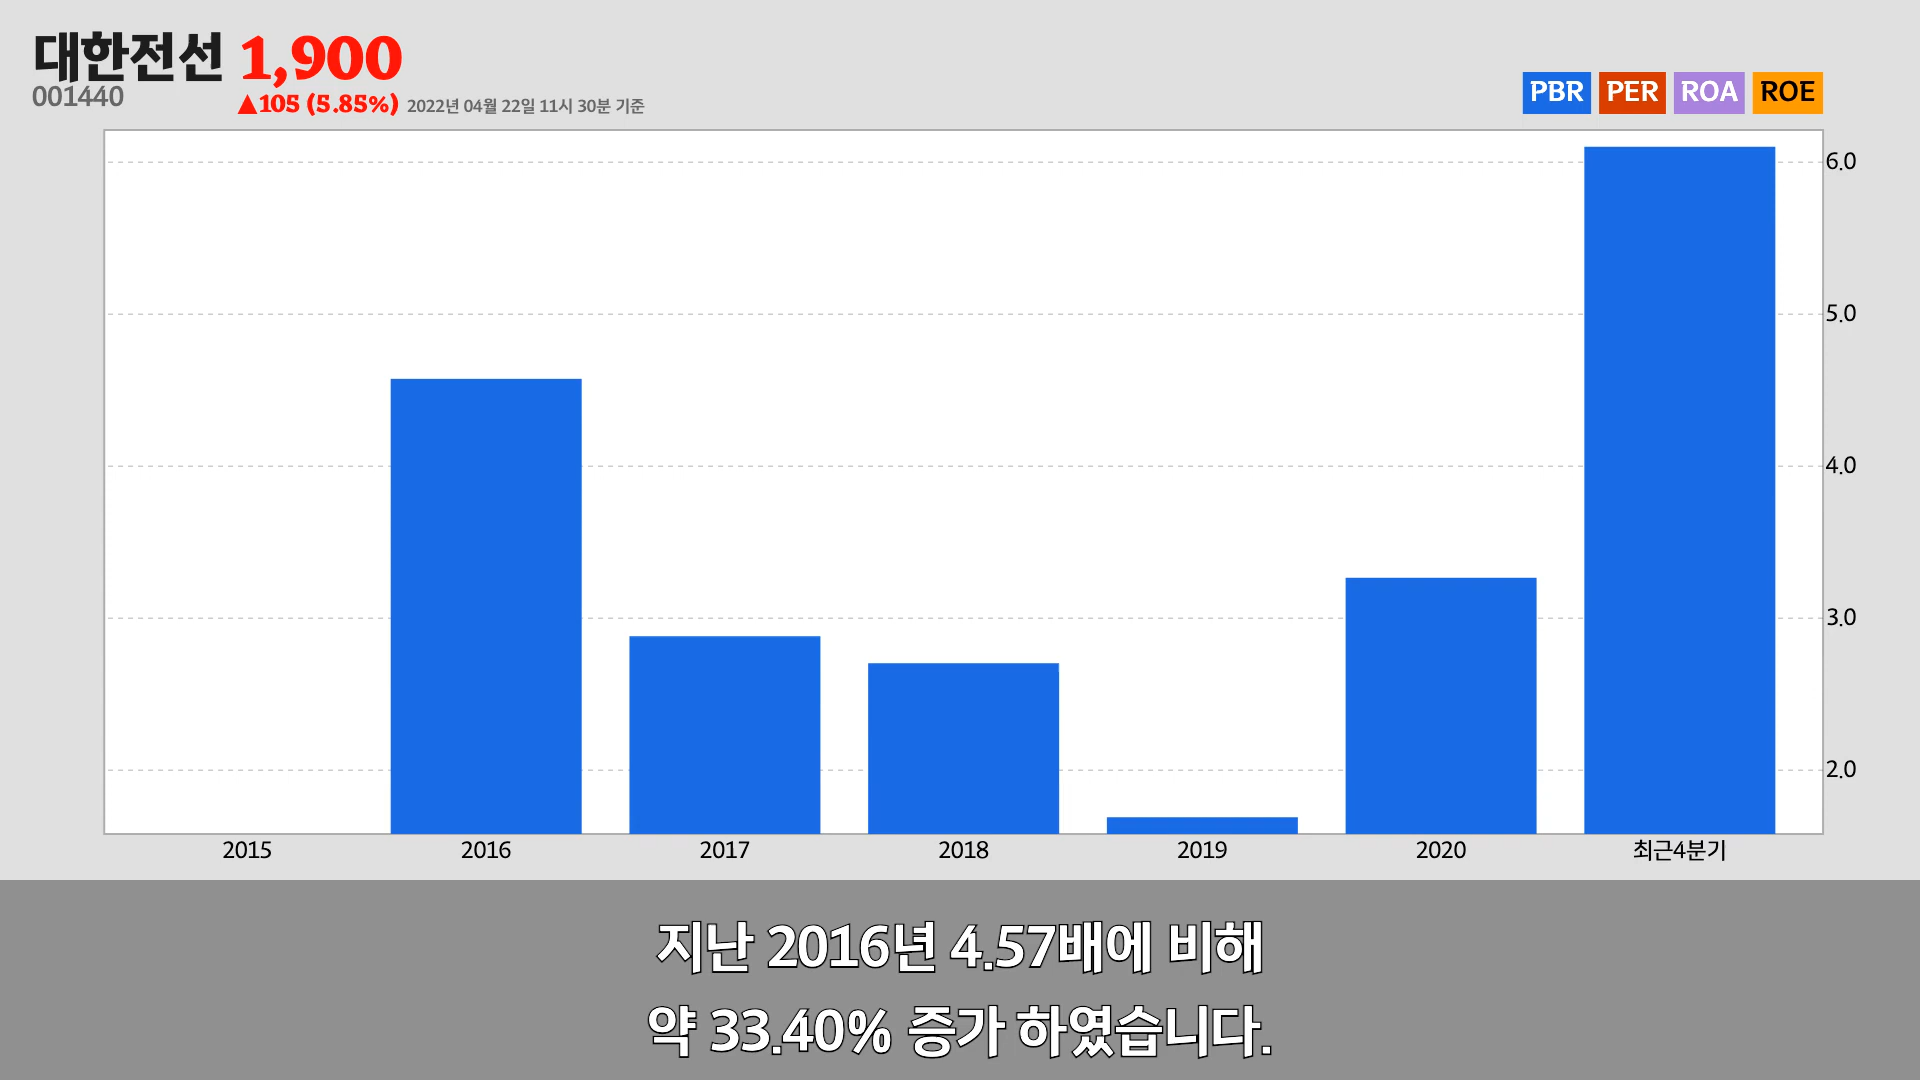 대한전선 1,900
001440
▲105 (5.85%) 2022년 04월 22일 11시 30분 기준
PBR PER ROA ROE
6.0
5.0
4.0
3.0
2.0
2015 2016 2017 2018 2019 2020 최근4분기
지난 2016년 4.57배에 비해
약 33.40% 증가 하였습니다.